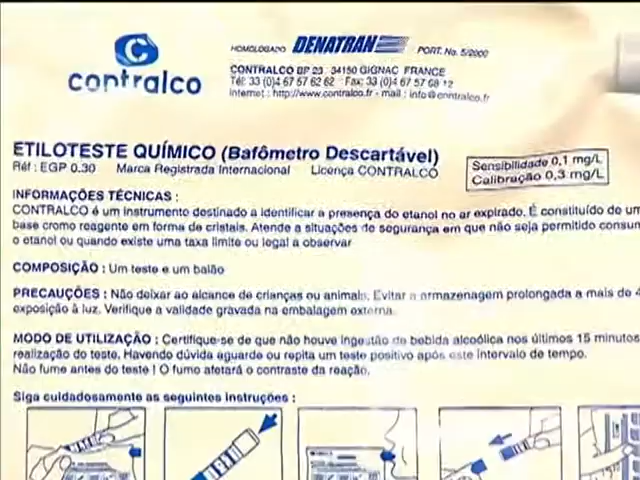 contralco
HOMOLOGADO DENATRAN PORT. No. 5/2000
CONTRALCO BP 23 34150 GIGNAC FRANCE
Tél: 33 (0)4 67 57 62 62 Fax: 33 (0)4 67 57 68 12
Internet : http://www.contralco.fr - mail : info@contralco.fr
ETILOTESTE QUÍMICO (Bafômetro Descartável)
Réf : EGP 0.30 Marca Registrada Internacional Licença CONTRALCO
Sensibilidade 0,1 mg/L
Calibração 0,3 mg/L
INFORMAÇÕES TÉCNICAS :
CONTRALCO é um instrumento destinado a identificar a presença do etanol no ar expirado. É constituído de um
base cromo reagente em forma de cristais. Atende a situações de segurança em que não seja permitido consum
o etanol ou quando existe uma taxa limite ou legal a observar
COMPOSIÇÃO : Um teste e um balão
PRECAUÇÕES : Não deixar ao alcance de crianças ou animais. Evitar a armazenagem prolongada a mais de 4
exposição à luz. Verifique a validade gravada na embalagem externa.
MODO DE UTILIZAÇÃO : Certifique-se de que não houve ingestão de bebida alcoólica nos últimos 15 minutos
realização do teste. Havendo dúvida aguarde ou repita um teste positivo após este intervalo de tempo.
Não fume antes do teste ! O fumo afetará o contraste da reação.
Siga cuidadosamente as seguintes instruções :